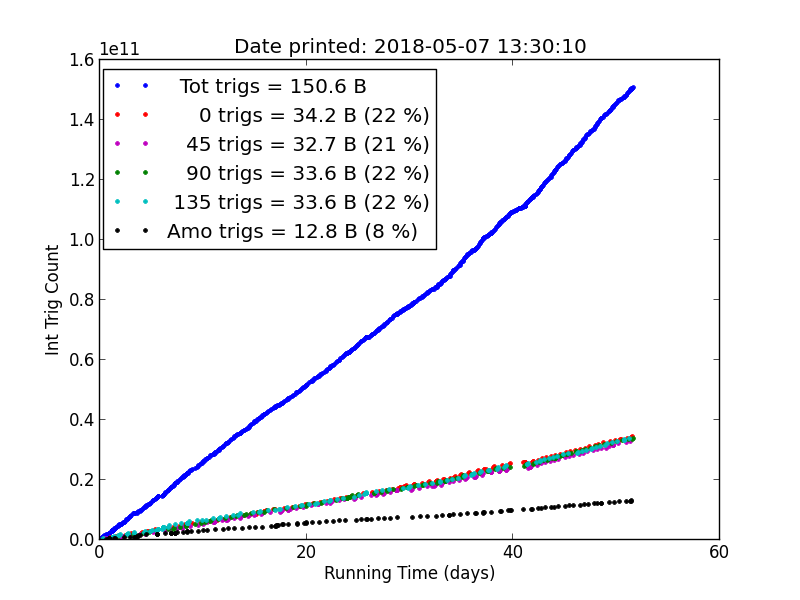 Date printed: 2018-05-07 13:30:10
1e11
1.6
1.4
1.2
1.0
0.8
0.6
0.4
0.2
0.0
Int Trig Count
Tot trigs = 150.6 B
0 trigs = 34.2 B (22 %)
45 trigs = 32.7 B (21 %)
90 trigs = 33.6 B (22 %)
135 trigs = 33.6 B (22 %)
Amo trigs = 12.8 B (8 %)
0 20 40 60
Running Time (days)